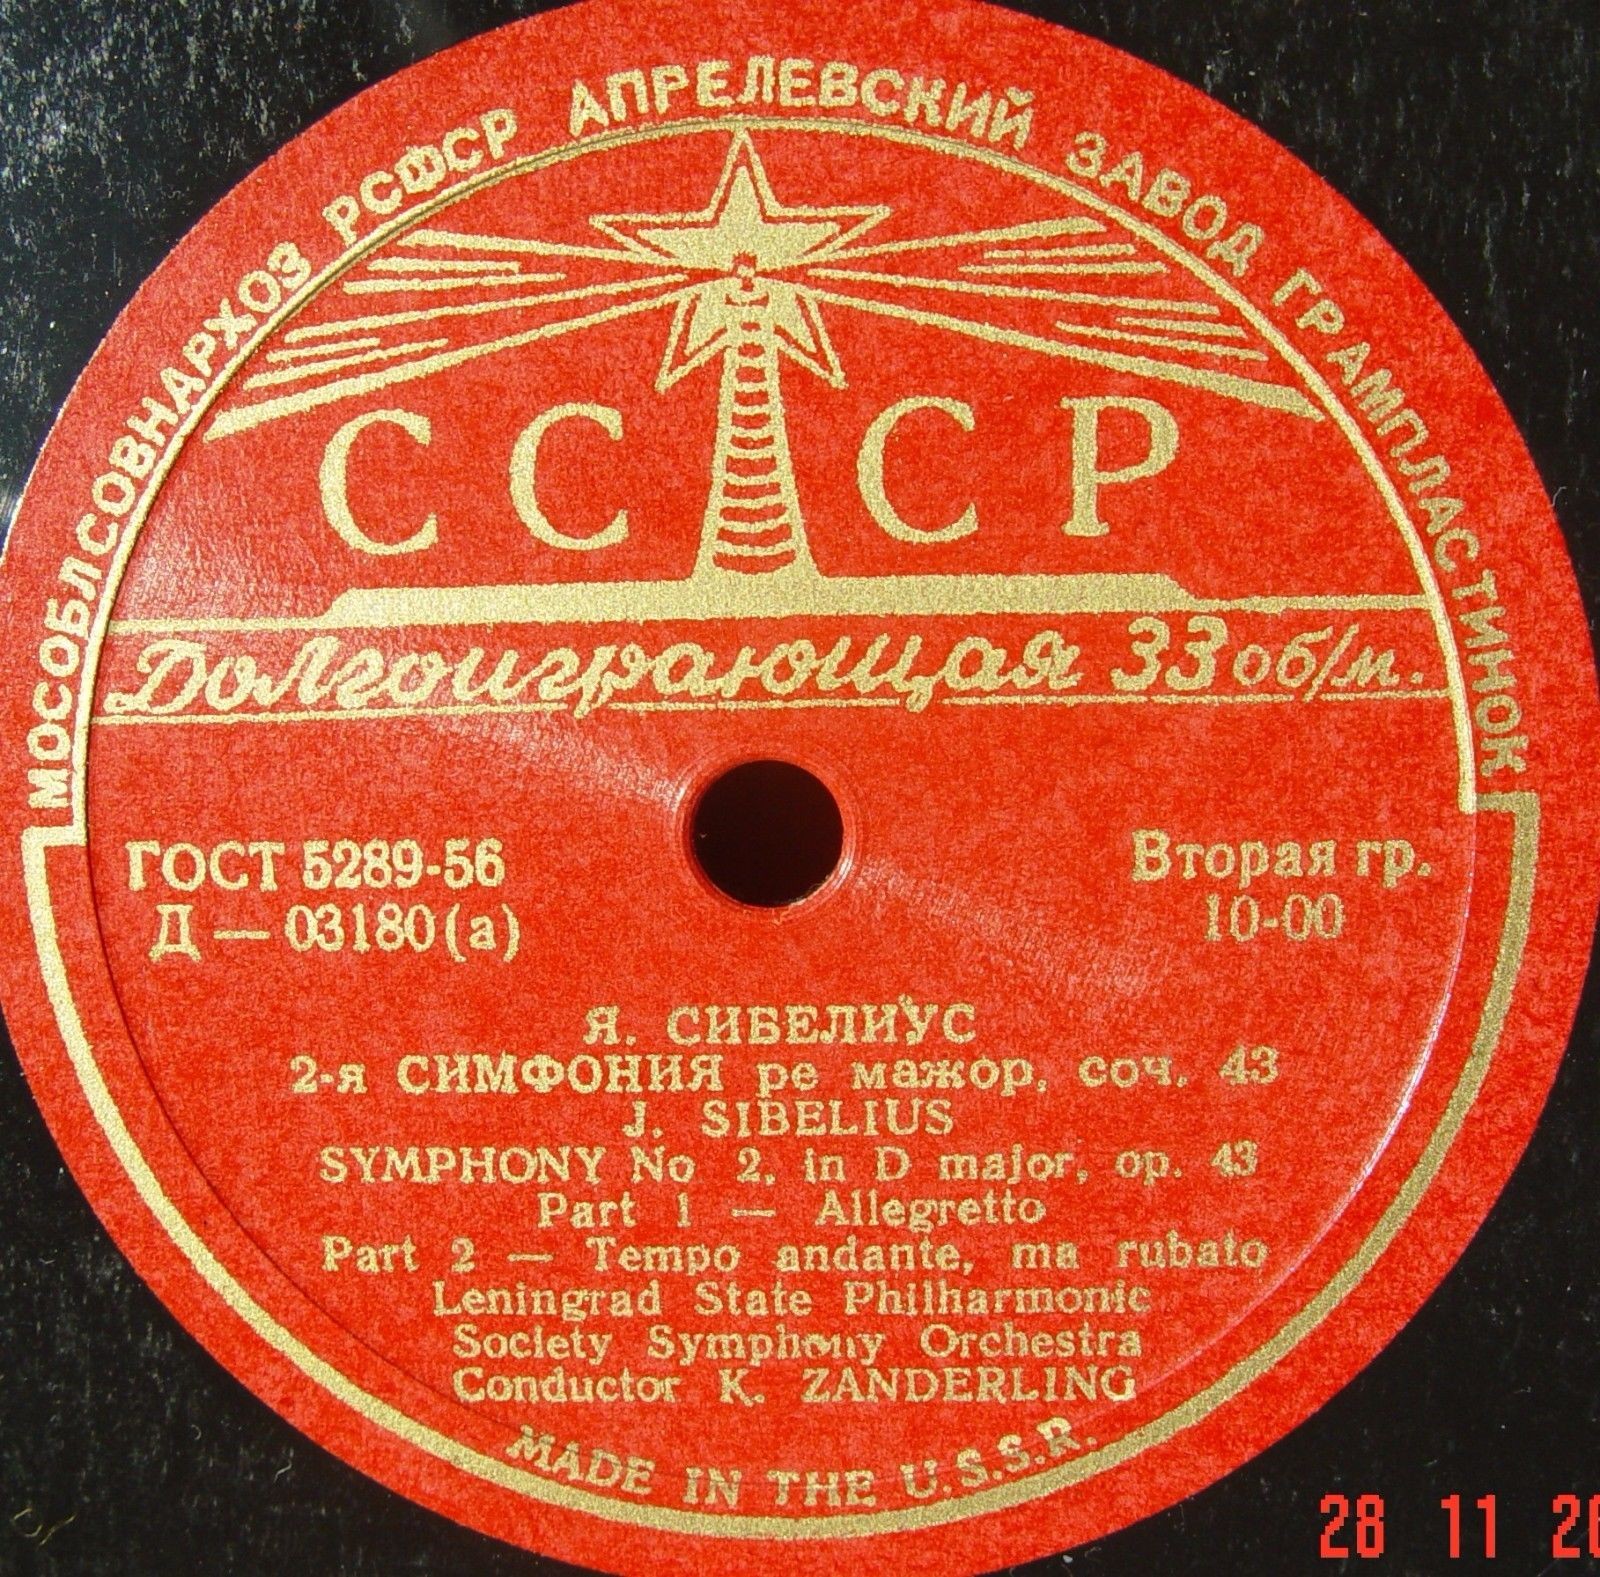 МОСОБЛСОВНАРХОЗ РСФСР АПРЕЛЕВСКИЙ ЗАВОД ГРАМПЛАСТИНОК
СССР
Долгоиграющая 33 об/м.
ГОСТ 5289-56
Д — 03180 (а)
Вторая гр.
10-00
Я. СИБЕЛИУС
2-я СИМФОНИЯ ре мажор, соч. 43
J. SIBELIUS
SYMPHONY No 2, in D major, op. 43
Part 1 — Allegretto
Part 2 — Tempo andante, ma rubato
Leningrad State Philharmonic
Society Symphony Orchestra
Conductor K. ZANDERLING
MADE IN THE U.S.S.R.
28 11